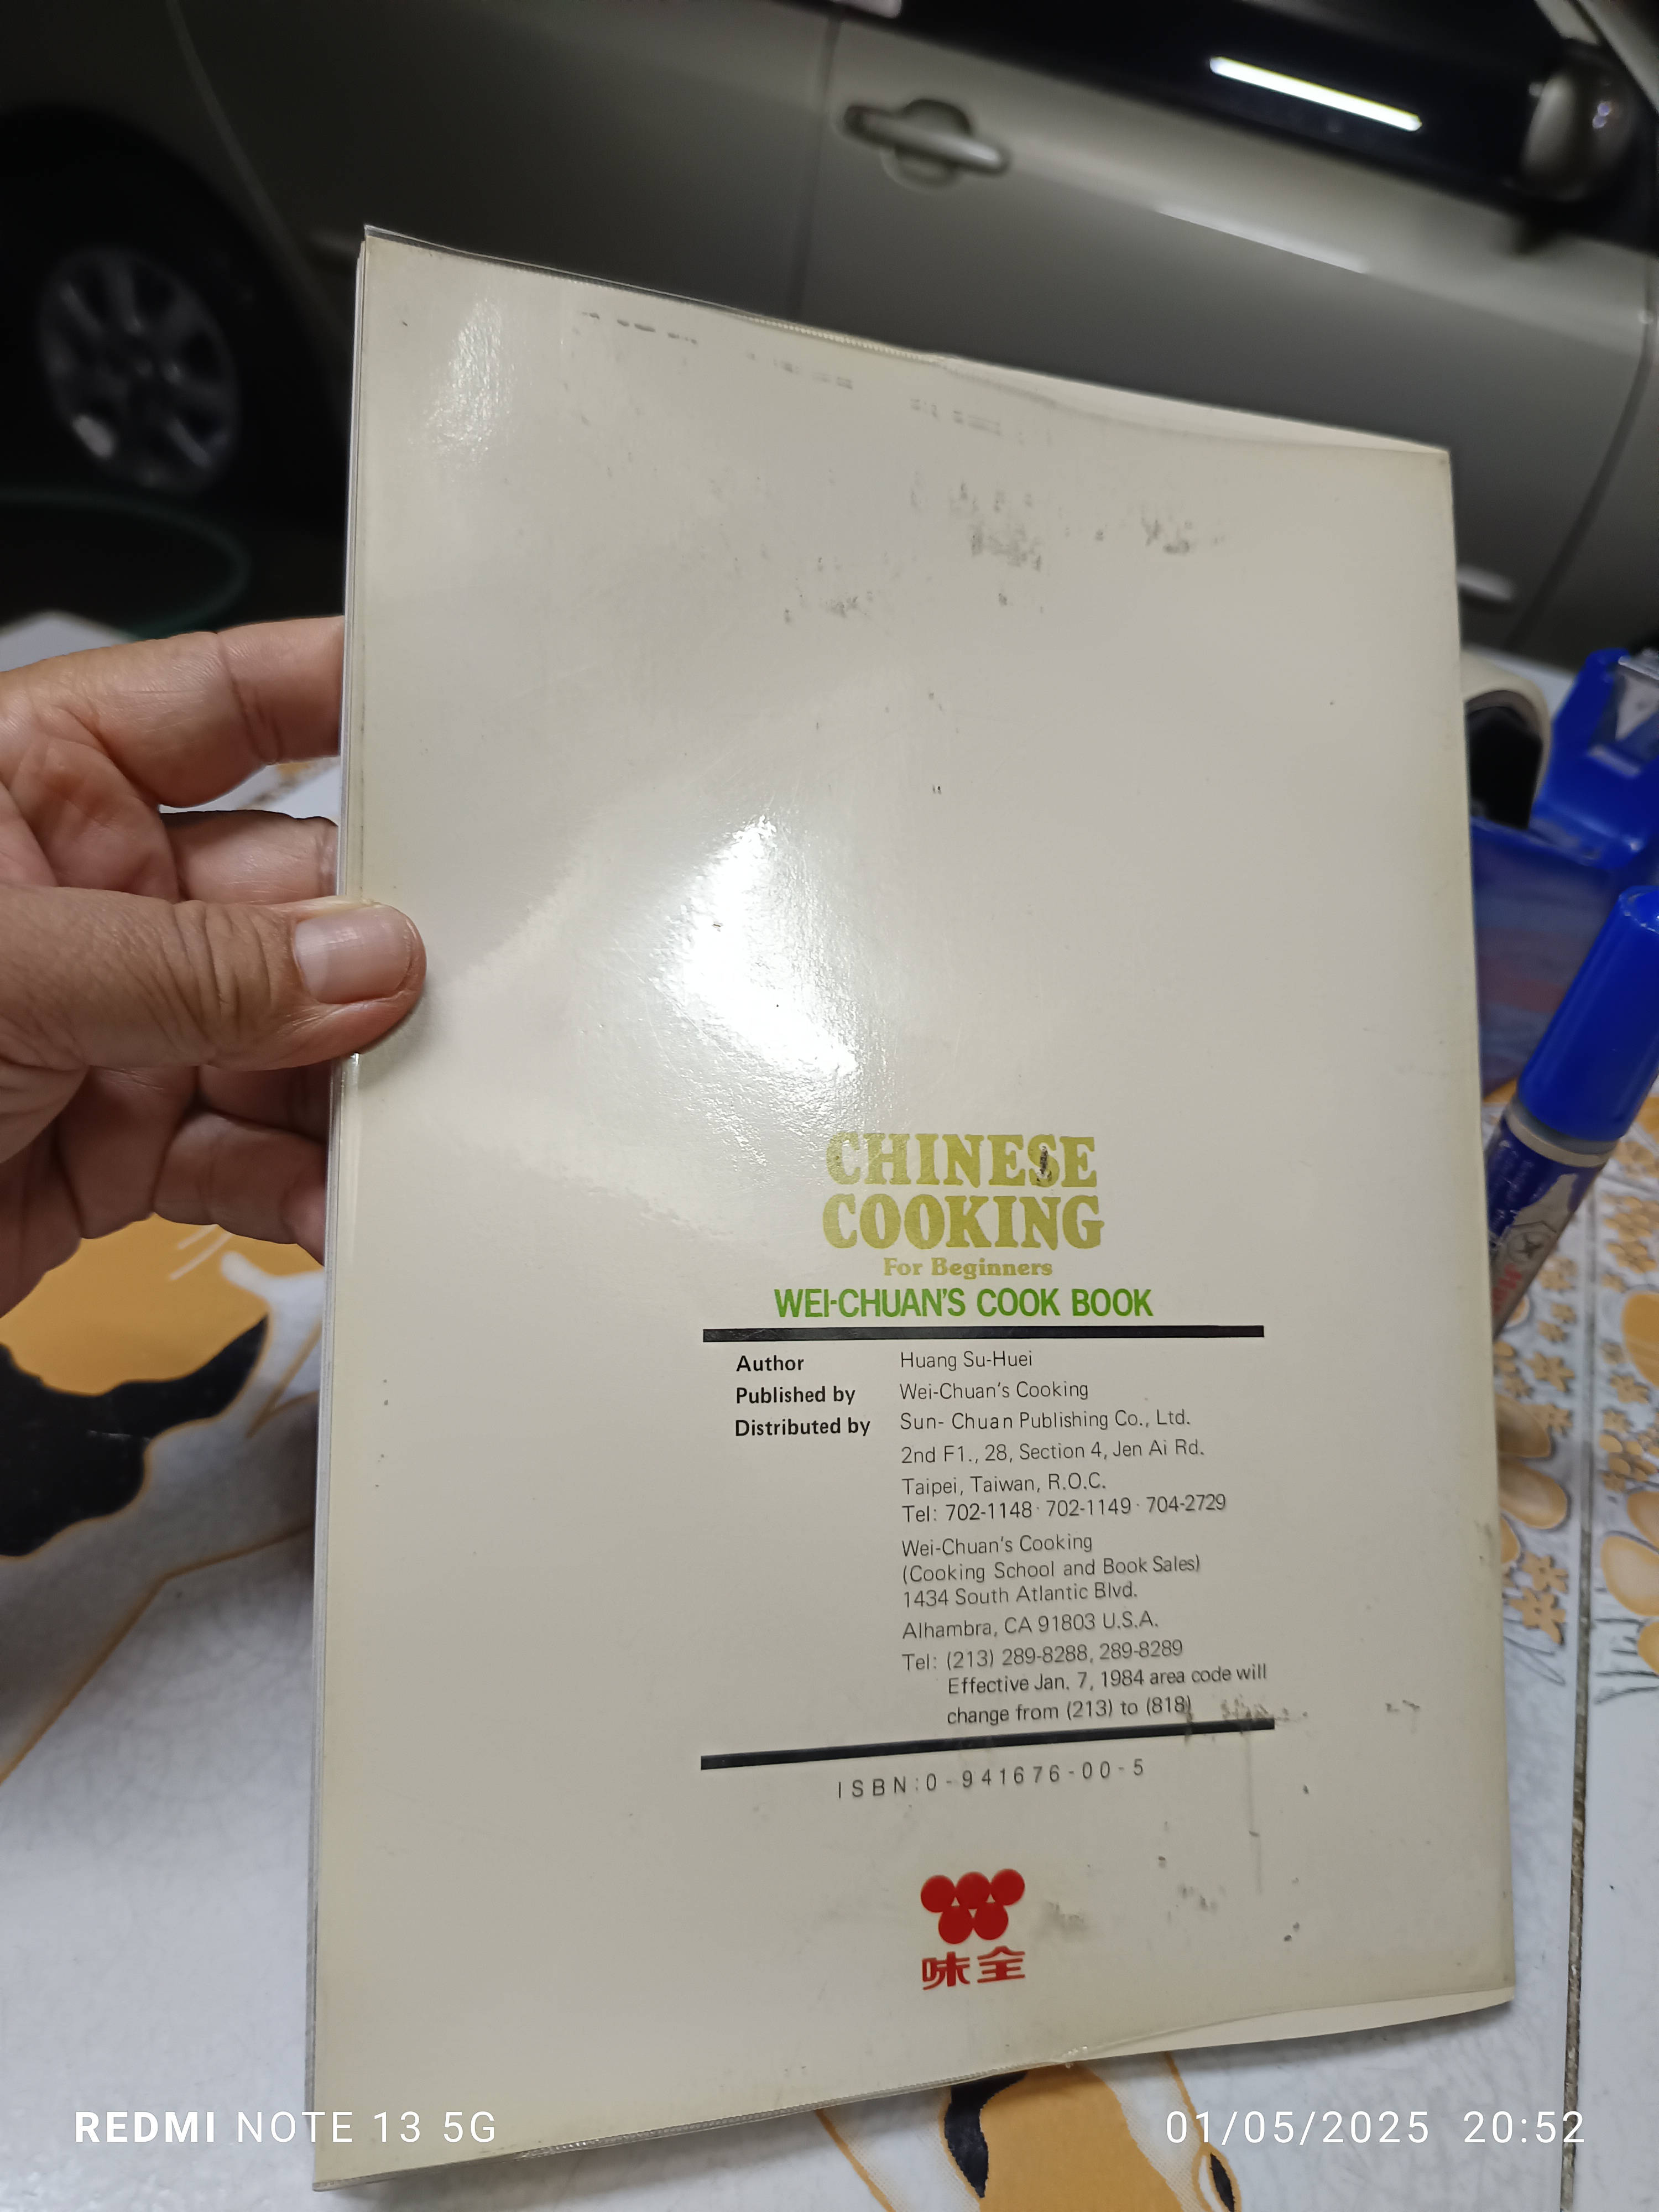 CHINESE
COOKING
For Beginners
WEI-CHUAN'S COOK BOOK
Author Huang Su-Huei
Published by Wei-Chuan's Cooking
Distributed by Sun- Chuan Publishing Co., Ltd.
2nd F1., 28, Section 4, Jen Ai Rd.
Taipei, Taiwan, R.O.C.
Tel: 702-1148 · 702-1149 · 704-2729
Wei-Chuan's Cooking
(Cooking School and Book Sales)
1434 South Atlantic Blvd.
Alhambra, CA 91803 U.S.A.
Tel: (213) 289-8288, 289-8289
Effective Jan. 7, 1984 area code will
change from (213) to (818)
ISBN:0-941676-00-5
味全
REDMI NOTE 13 5G
01/05/2025 20:52